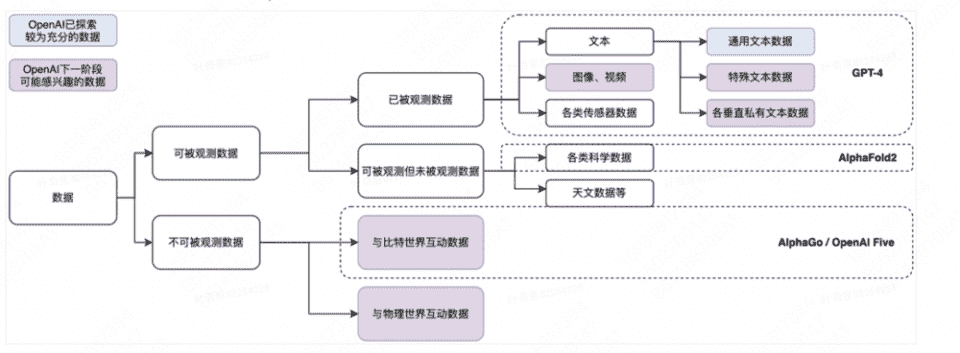 OpenAI已探索
较为充分的数据
OpenAI下一阶段
可能感兴趣的数据
数据
可被观测数据
不可被观测数据
已被观测数据
可被观测但未被观测数据
与比特世界互动数据
与物理世界互动数据
文本
图像、视频
各类传感器数据
各类科学数据
天文数据等
通用文本数据
特殊文本数据
各垂直私有文本数据
GPT-4
AlphaFold2
AlphaGo / OpenAI Five